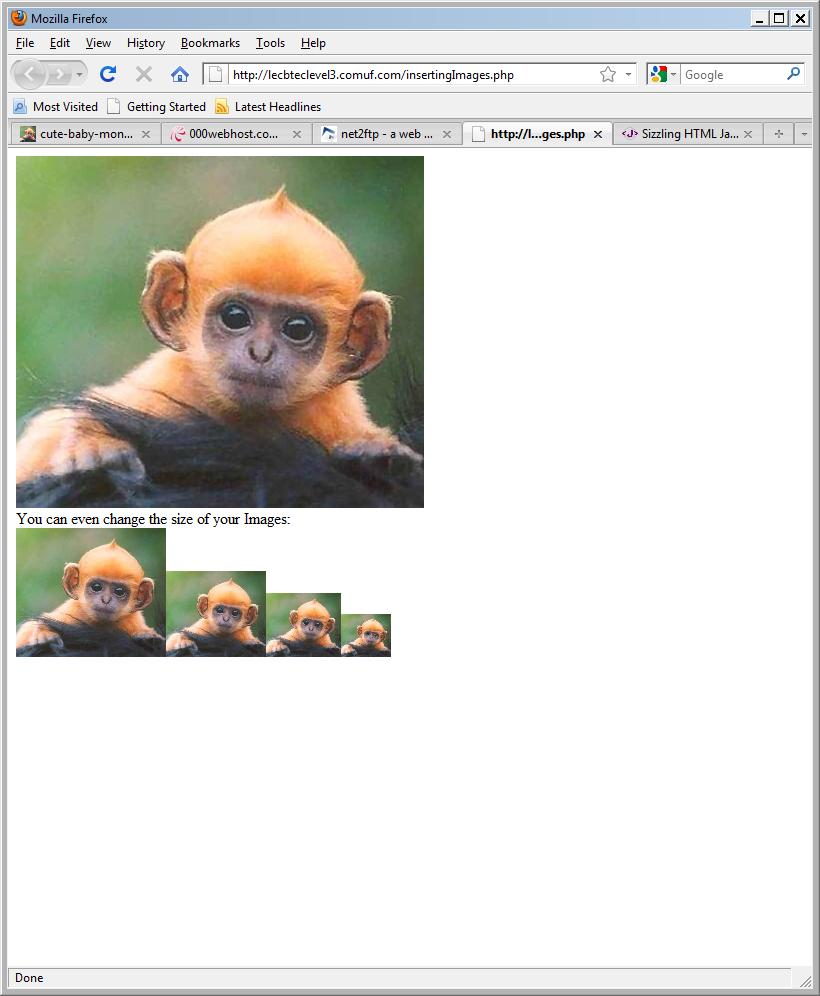 Mozilla Firefox
File Edit View History Bookmarks Tools Help
http://lecbteclevel3.comuf.com/insertingImages.php Google
Most Visited Getting Started Latest Headlines
cute-baby-mon... 000webhost.co... net2ftp - a web ... http://l...ges.php Sizzling HTML Ja...
You can even change the size of your Images:
Done